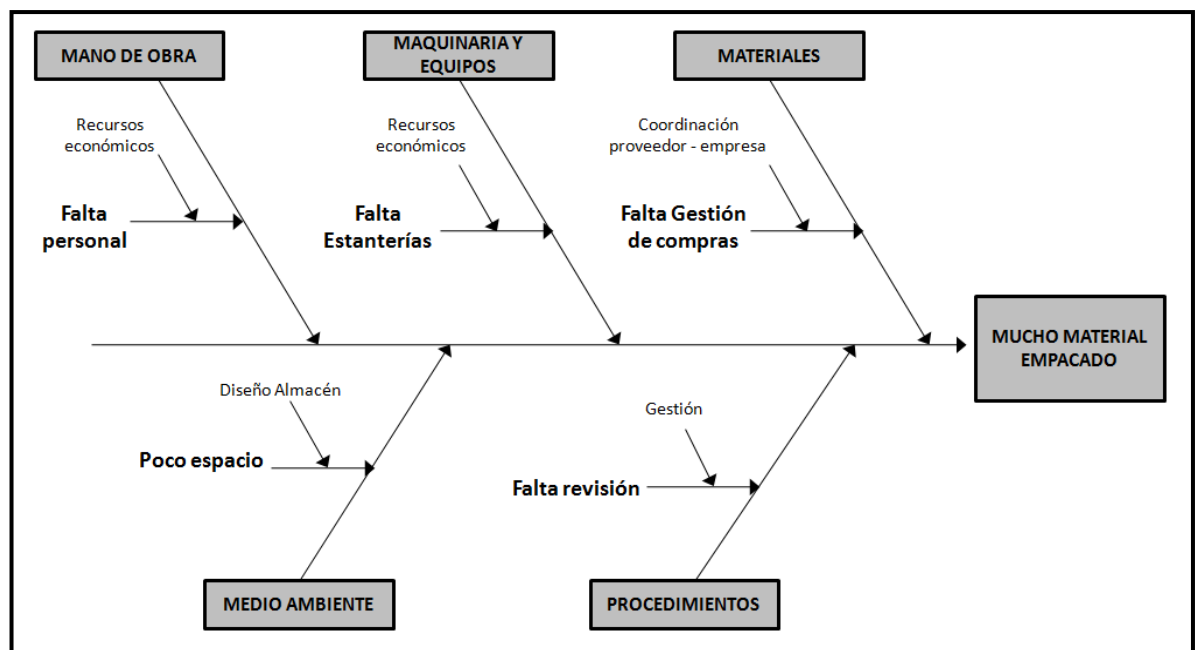 MANO DE OBRA
MAQUINARIA Y
EQUIPOS
MATERIALES
Recursos
económicos
Recursos
económicos
Coordinación
proveedor - empresa
Falta
personal
Falta
Estanterías
Falta Gestión
de compras
MUCHO MATERIAL
EMPACADO
Diseño Almacén
Gestión
Poco espacio
Falta revisión
MEDIO AMBIENTE
PROCEDIMIENTOS